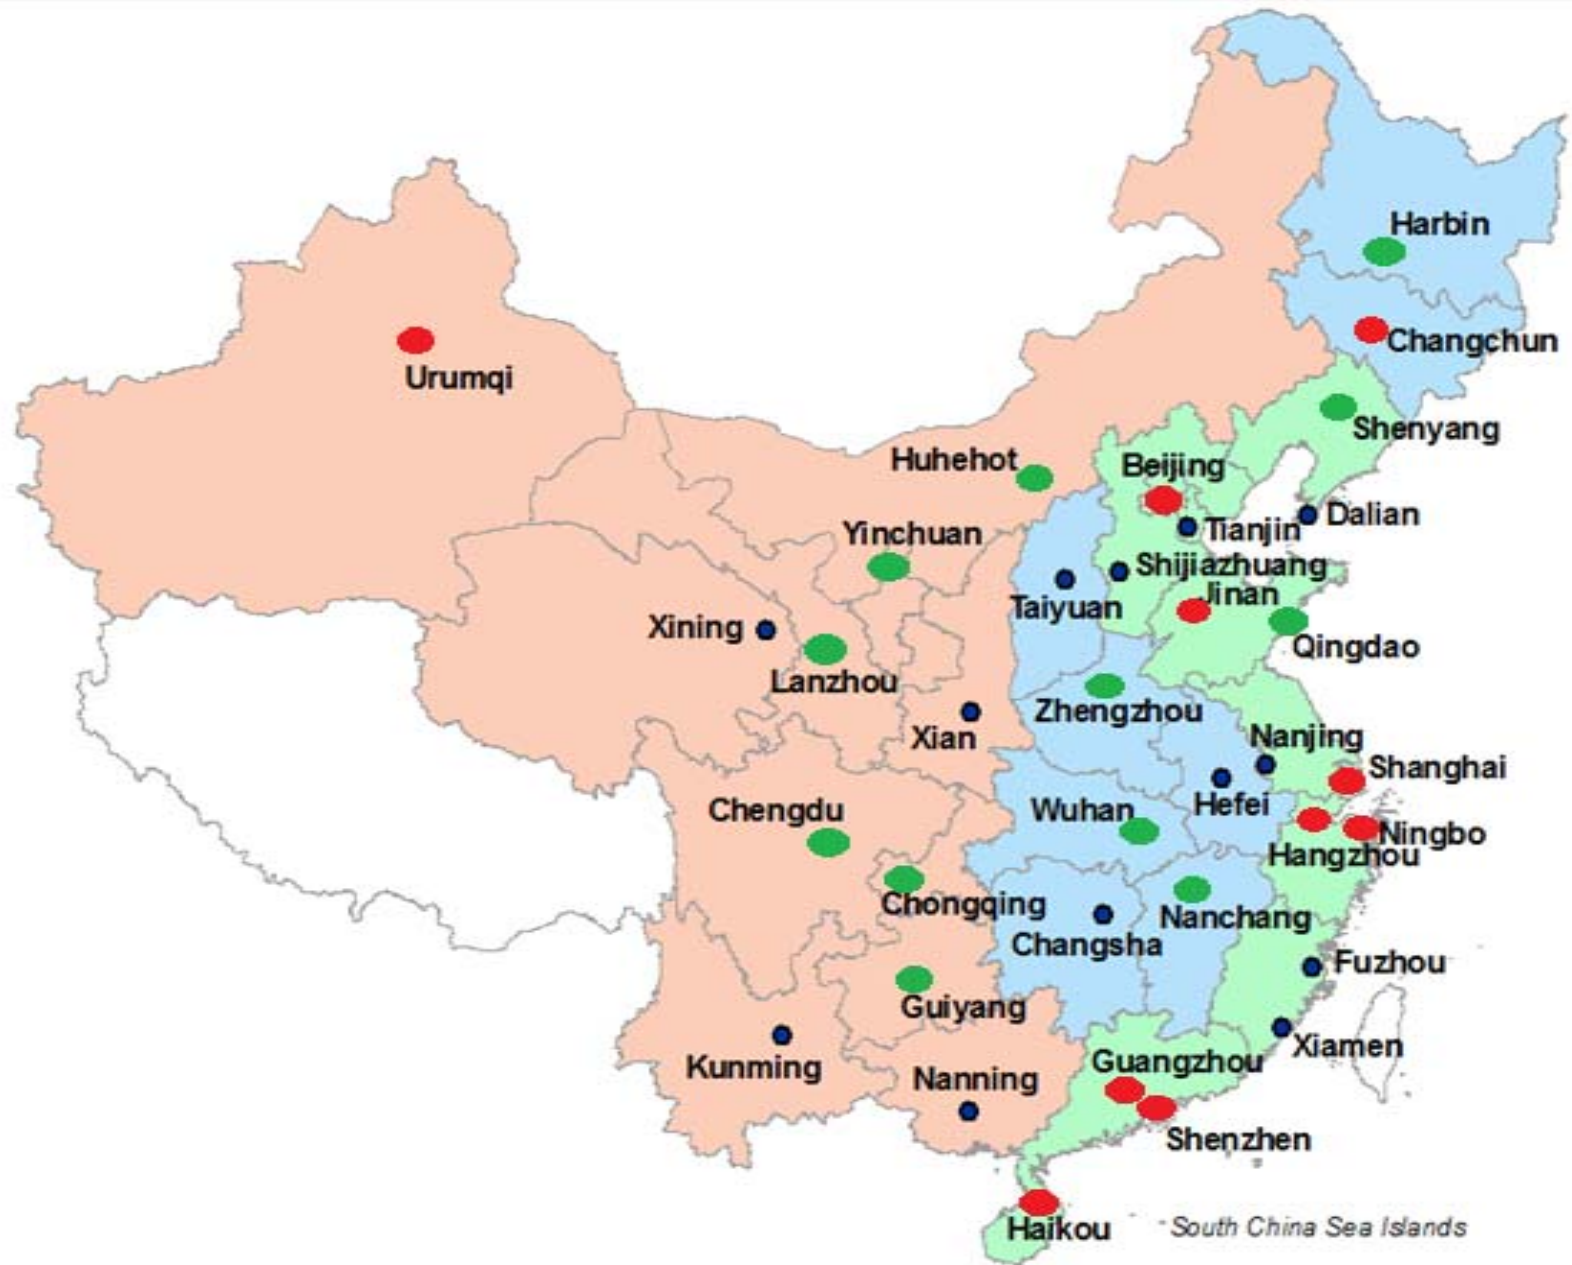 Harbin
Changchun
Urumqi
Shenyang
Huhehot
Beijing
Dalian
Tianjin
Yinchuan
Shijiazhuang
Jinan
Taiyuan
Xining
Qingdao
Lanzhou
Zhengzhou
Xian
Nanjing
Shanghai
Chengdu
Wuhan
Hefei
Ningbo
Hangzhou
Chongqing
Nanchang
Changsha
Fuzhou
Guiyang
Xiamen
Kunming
Guangzhou
Nanning
Shenzhen
Haikou
South China Sea Islands